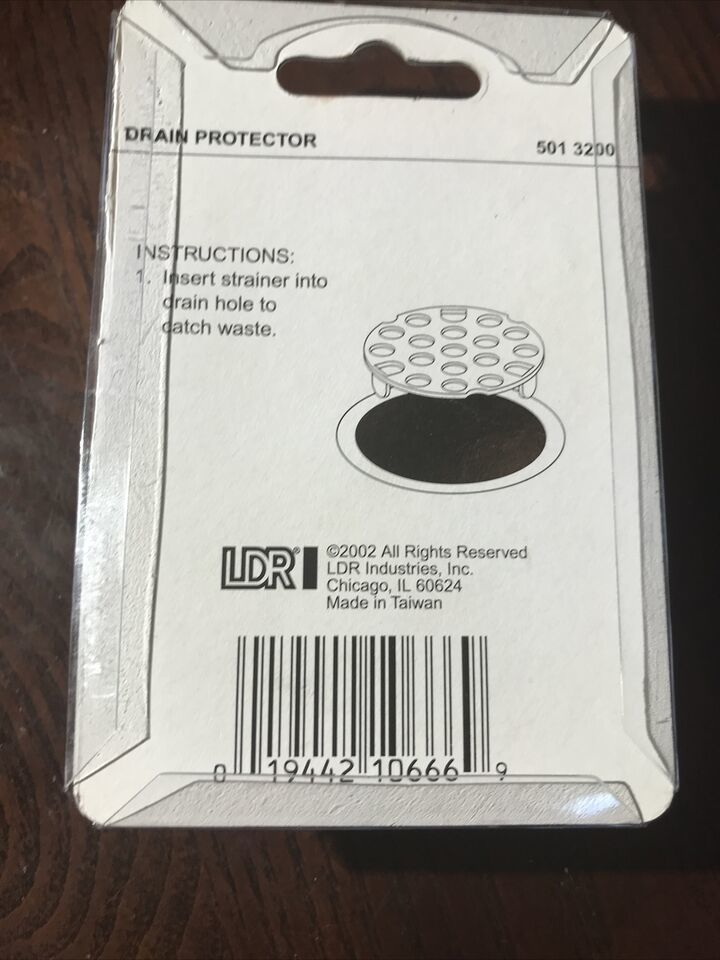 DRAIN PROTECTOR
501 3200
INSTRUCTIONS:
1. Insert strainer into
drain hole to
catch waste.
LDR®
©2002 All Rights Reserved
LDR Industries, Inc.
Chicago, IL 60624
Made in Taiwan
0 19442 10666 9